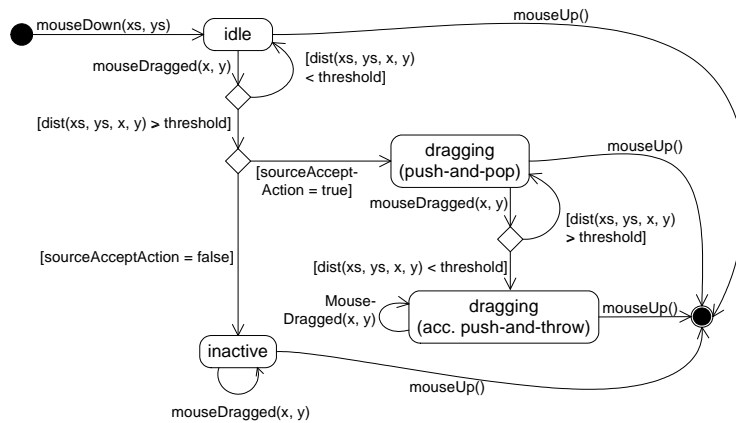 mouseDown(xs, ys)
idle
mouseUp()
mouseDragged(x, y)
[dist(xs, ys, x, y)
< threshold]
[dist(xs, ys, x, y) > threshold]
dragging
(push-and-pop)
mouseUp()
[sourceAccept-
Action = true]
mouseDragged(x, y)
[dist(xs, ys, x, y)
> threshold]
[sourceAcceptAction = false]
[dist(xs, ys, x, y) < threshold]
Mouse-
Dragged(x, y)
dragging
(acc. push-and-throw)
mouseUp()
inactive
mouseUp()
mouseDragged(x, y)